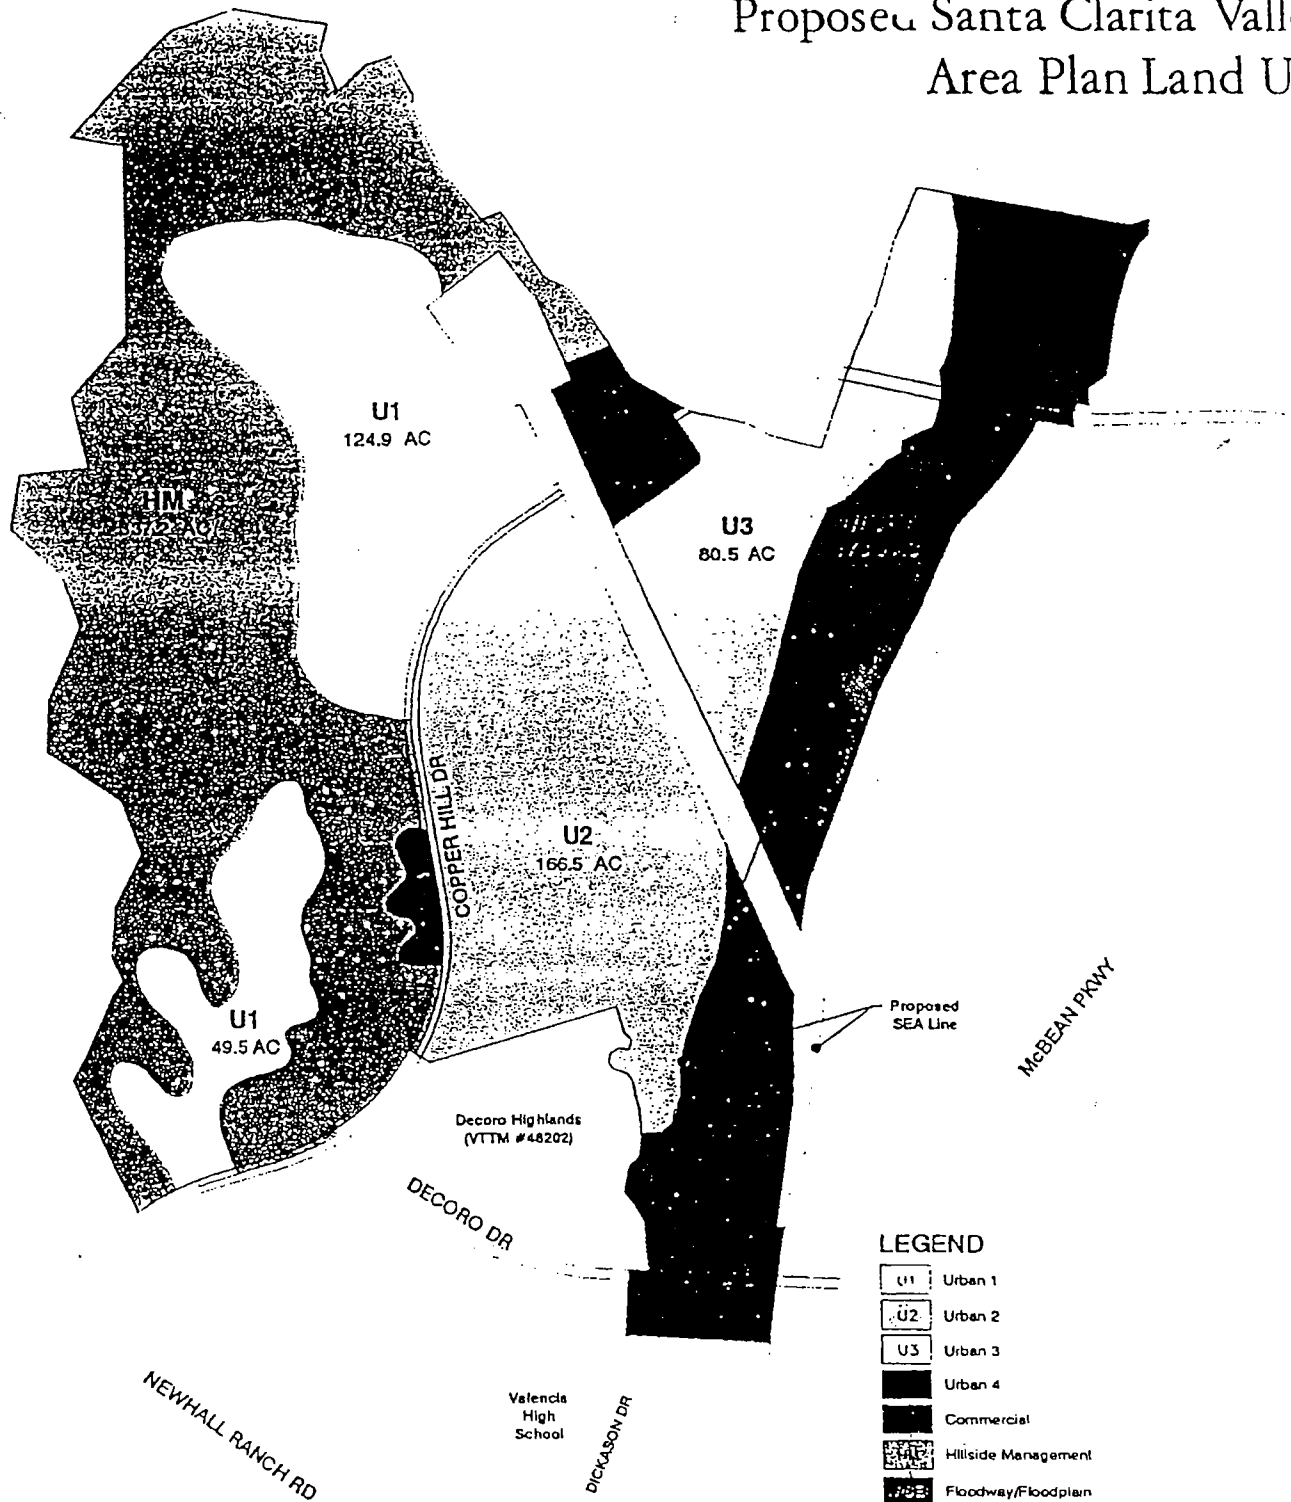 Proposed Santa Clarita Vall
Area Plan Land U
U1
124.9 AC
HM
U3
80.5 AC
COPPER HILL DR
U2
166.5 AC
U1
49.5 AC
Proposed
SEA Line
McBEAN PKWY
Decoro Highlands
(VTTM #48202)
DECORO DR
NEWHALL RANCH RD
Valencia
High
School
DICKASON DR
LEGEND
U1 Urban 1
U2 Urban 2
U3 Urban 3
Urban 4
Commercial
HM Hillside Management
Floodway/Floodplain